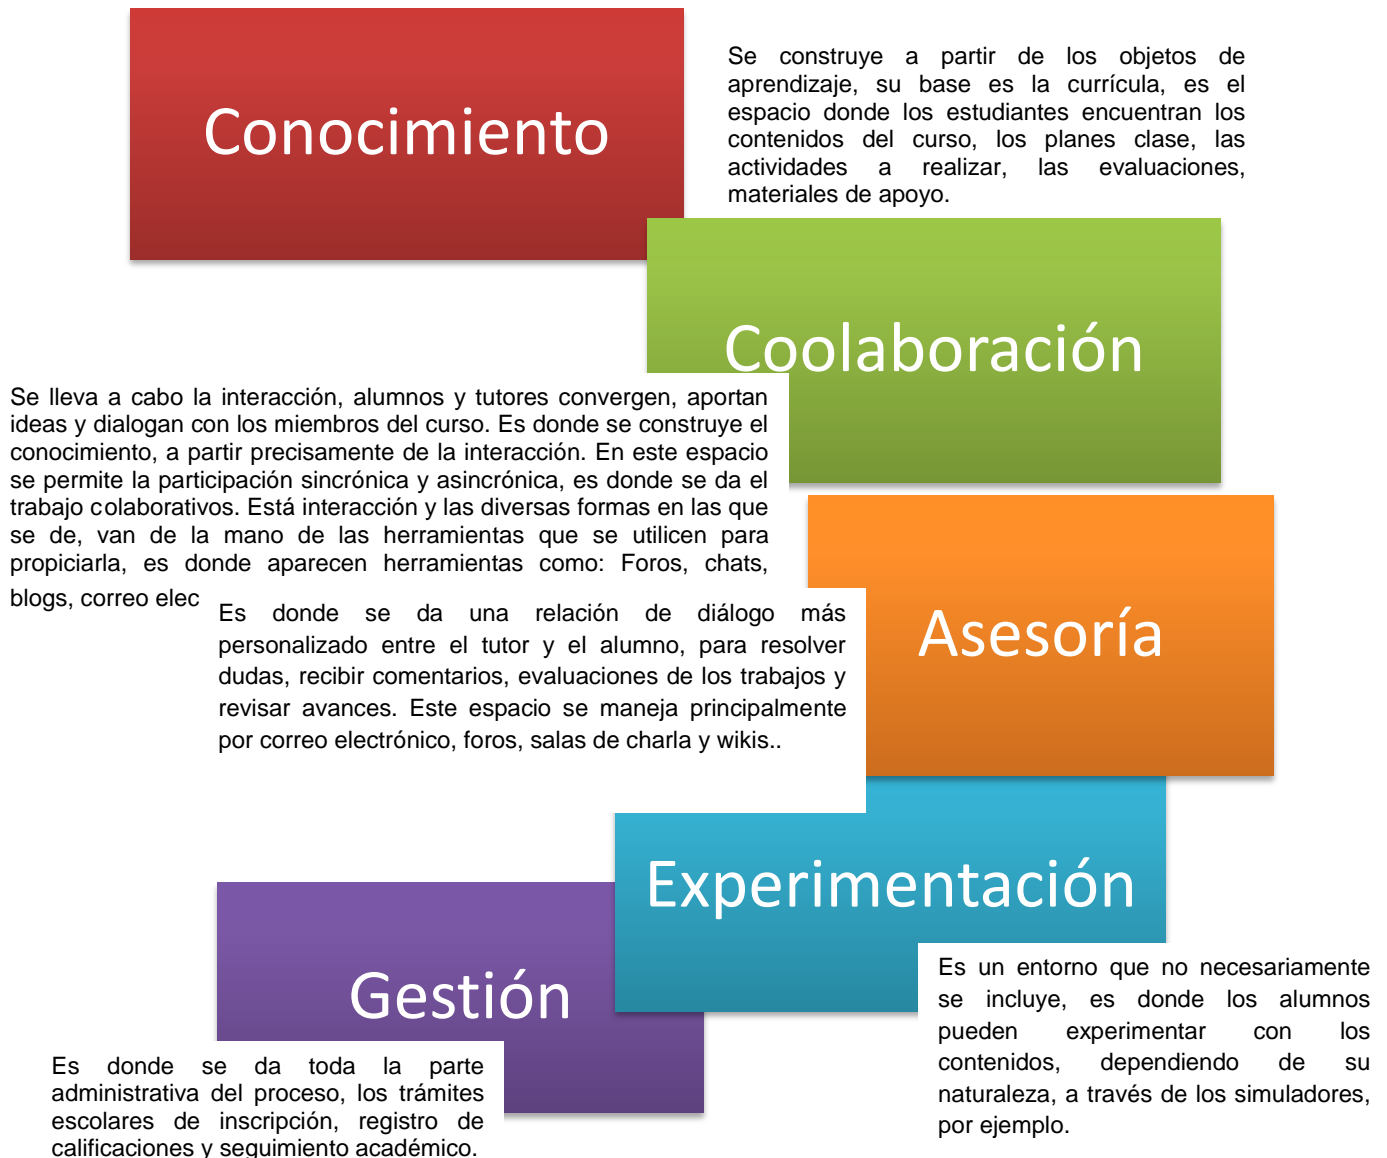 Conocimiento
Se construye a partir de los objetos de
aprendizaje, su base es la currícula, es el
espacio donde los estudiantes encuentran los
contenidos del curso, los planes clase, las
actividades a realizar, las evaluaciones,
materiales de apoyo.
Coolaboración
Se lleva a cabo la interacción, alumnos y tutores convergen, aportan
ideas y dialogan con los miembros del curso. Es donde se construye el
conocimiento, a partir precisamente de la interacción. En este espacio
se permite la participación sincrónica y asincrónica, es donde se da el
trabajo colaborativos. Está interacción y las diversas formas en las que
se de, van de la mano de las herramientas que se utilicen para
propiciarla, es donde aparecen herramientas como: Foros, chats,
blogs, correo elec
Asesoría
Es donde se da una relación de diálogo más
personalizado entre el tutor y el alumno, para resolver
dudas, recibir comentarios, evaluaciones de los trabajos y
revisar avances. Este espacio se maneja principalmente
por correo electrónico, foros, salas de charla y wikis..
Experimentación
Es un entorno que no necesariamente
se incluye, es donde los alumnos
pueden experimentar con los
contenidos, dependiendo de su
naturaleza, a través de los simuladores,
por ejemplo.
Gestión
Es donde se da toda la parte
administrativa del proceso, los trámites
escolares de inscripción, registro de
calificaciones y seguimiento académico.